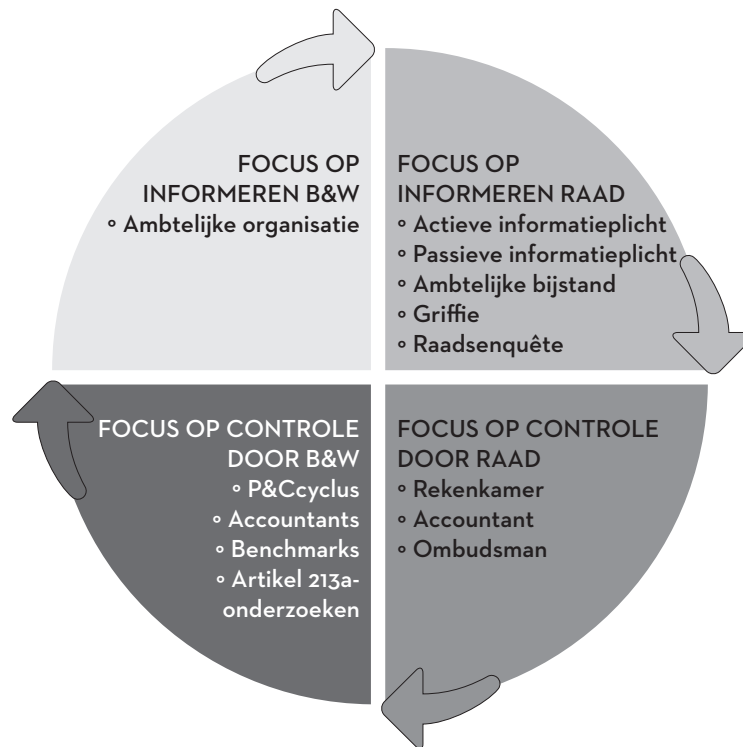 FOCUS OP
INFORMEREN B&W
° Ambtelijke organisatie
FOCUS OP
INFORMEREN RAAD
° Actieve informatieplicht
° Passieve informatieplicht
° Ambtelijke bijstand
° Griffie
° Raadsenquête
FOCUS OP CONTROLE
DOOR B&W
° P&Ccyclus
° Accountants
° Benchmarks
° Artikel 213a-
onderzoeken
FOCUS OP CONTROLE
DOOR RAAD
° Rekenkamer
° Accountant
° Ombudsman